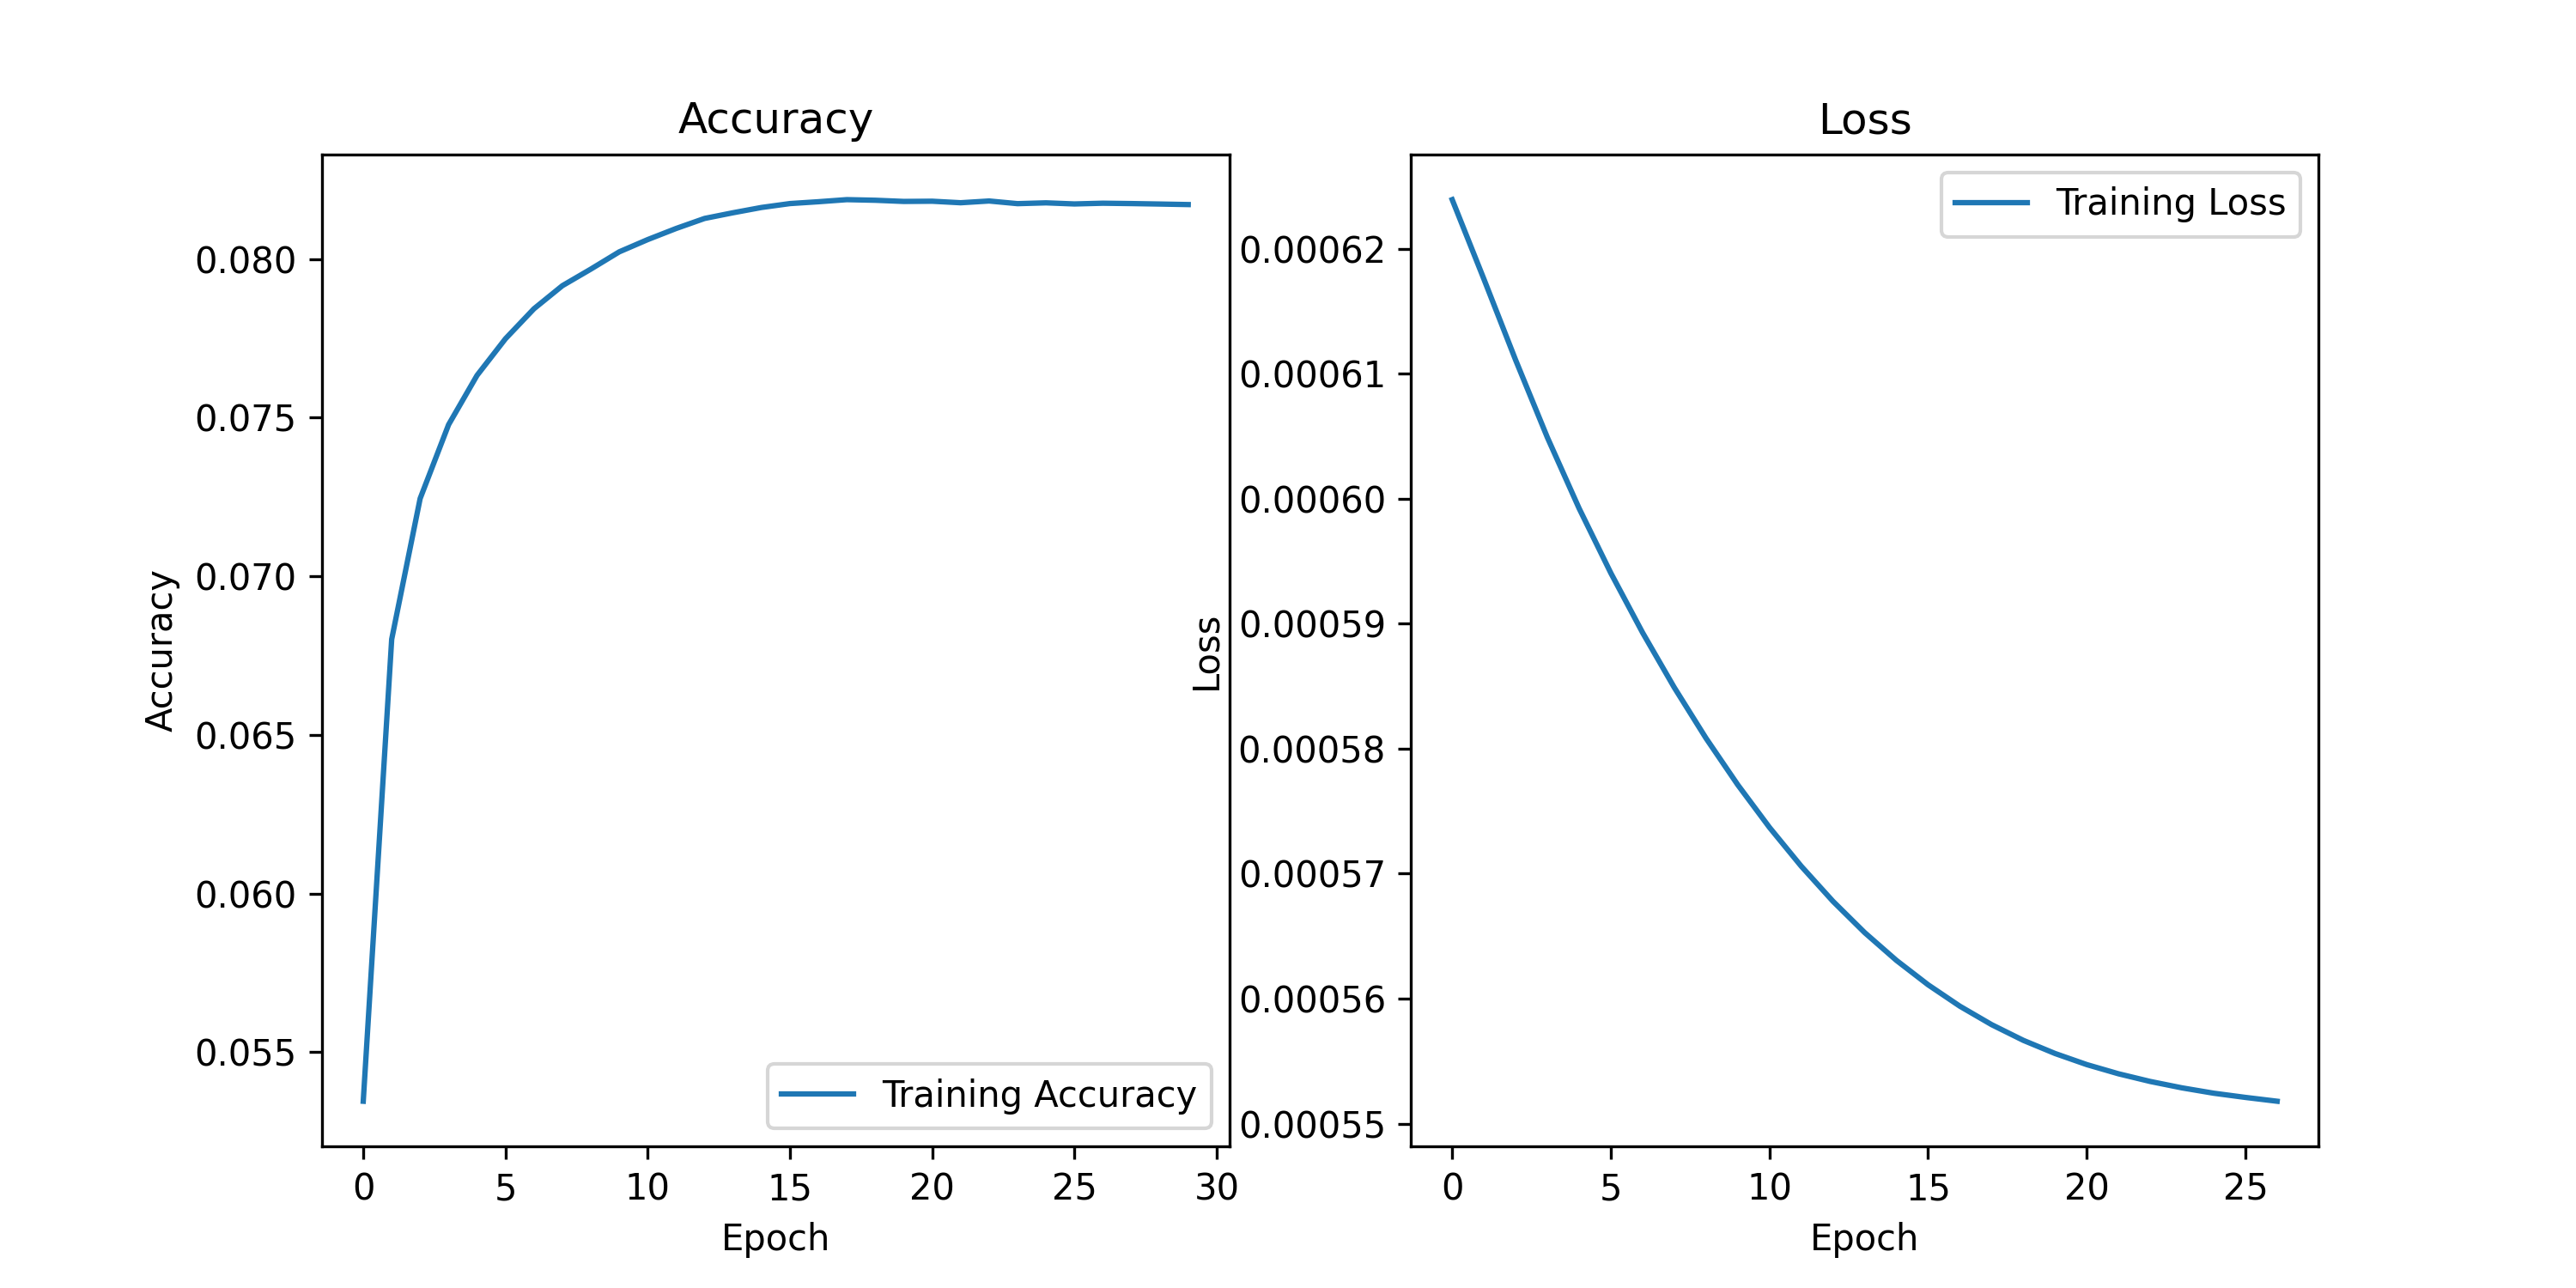 Accuracy
0.080
0.075
0.070
0.065
0.060
0.055
Accuracy
Training Accuracy
0 5 10 15 20 25 30
Epoch
Loss
0.00062
0.00061
0.00060
0.00059
0.00058
0.00057
0.00056
0.00055
Loss
Training Loss
0 5 10 15 20 25
Epoch